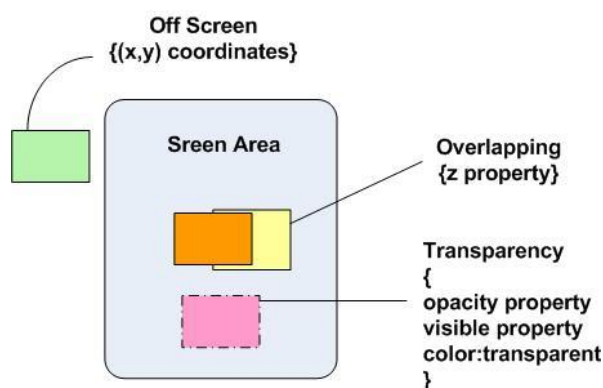 Off Screen
{(x,y) coordinates}
Sreen Area
Overlapping
{z property}
Transparency
{
opacity property
visible property
color:transparent
}